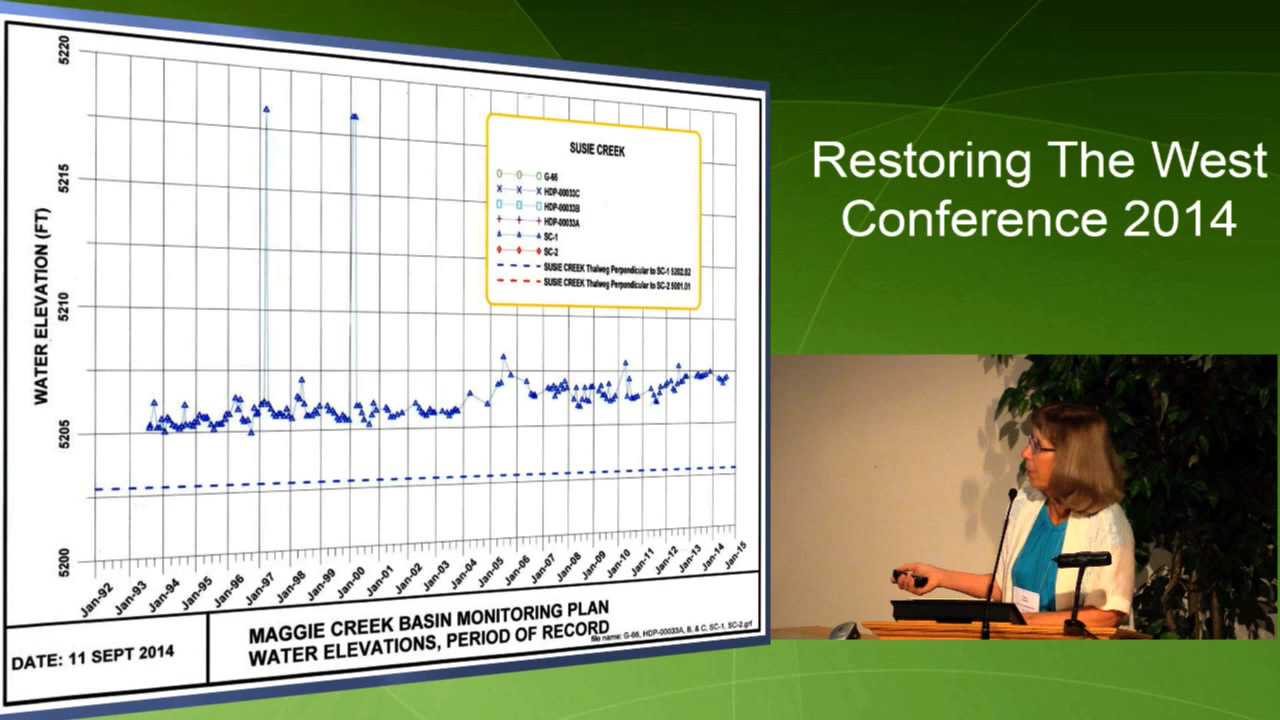 5220
5215
5210
5205
5200
WATER ELEVATION (FT)
SUSIE CREEK
G-66
HDP-00033C
HDP-00033B
HDP-00033A
SC-1
SC-2
SUSIE CREEK Thalweg Perpendicular to SC-1 5202.82
SUSIE CREEK Thalweg Perpendicular to SC-2 5001.01
Jan-92
Jan-93
Jan-94
Jan-95
Jan-96
Jan-97
Jan-98
Jan-99
Jan-00
Jan-01
Jan-02
Jan-03
Jan-04
Jan-05
Jan-06
Jan-07
Jan-08
Jan-09
Jan-10
Jan-11
Jan-12
Jan-13
Jan-14
Jan-15
DATE: 11 SEPT 2014
MAGGIE CREEK BASIN MONITORING PLAN
WATER ELEVATIONS, PERIOD OF RECORD
file name: G-66, HDP-00033A, B, & C, SC-1, SC-2.grf
Restoring The West
Conference 2014